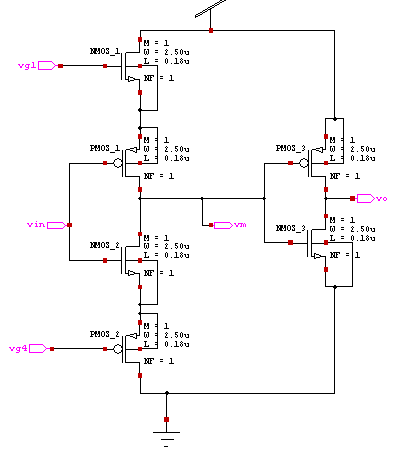 NMOS_1
M = 1
W = 2.50u
L = 0.18u
NF = 1
vg1
PMOS_1
M = 1
W = 2.50u
L = 0.18u
NF = 1
PMOS_3
M = 1
W = 2.50u
L = 0.18u
NF = 1
vo
vin
vm
NMOS_2
M = 1
W = 2.50u
L = 0.18u
NF = 1
NMOS_3
M = 1
W = 2.50u
L = 0.18u
NF = 1
PMOS_2
M = 1
W = 2.50u
L = 0.18u
NF = 1
vg4